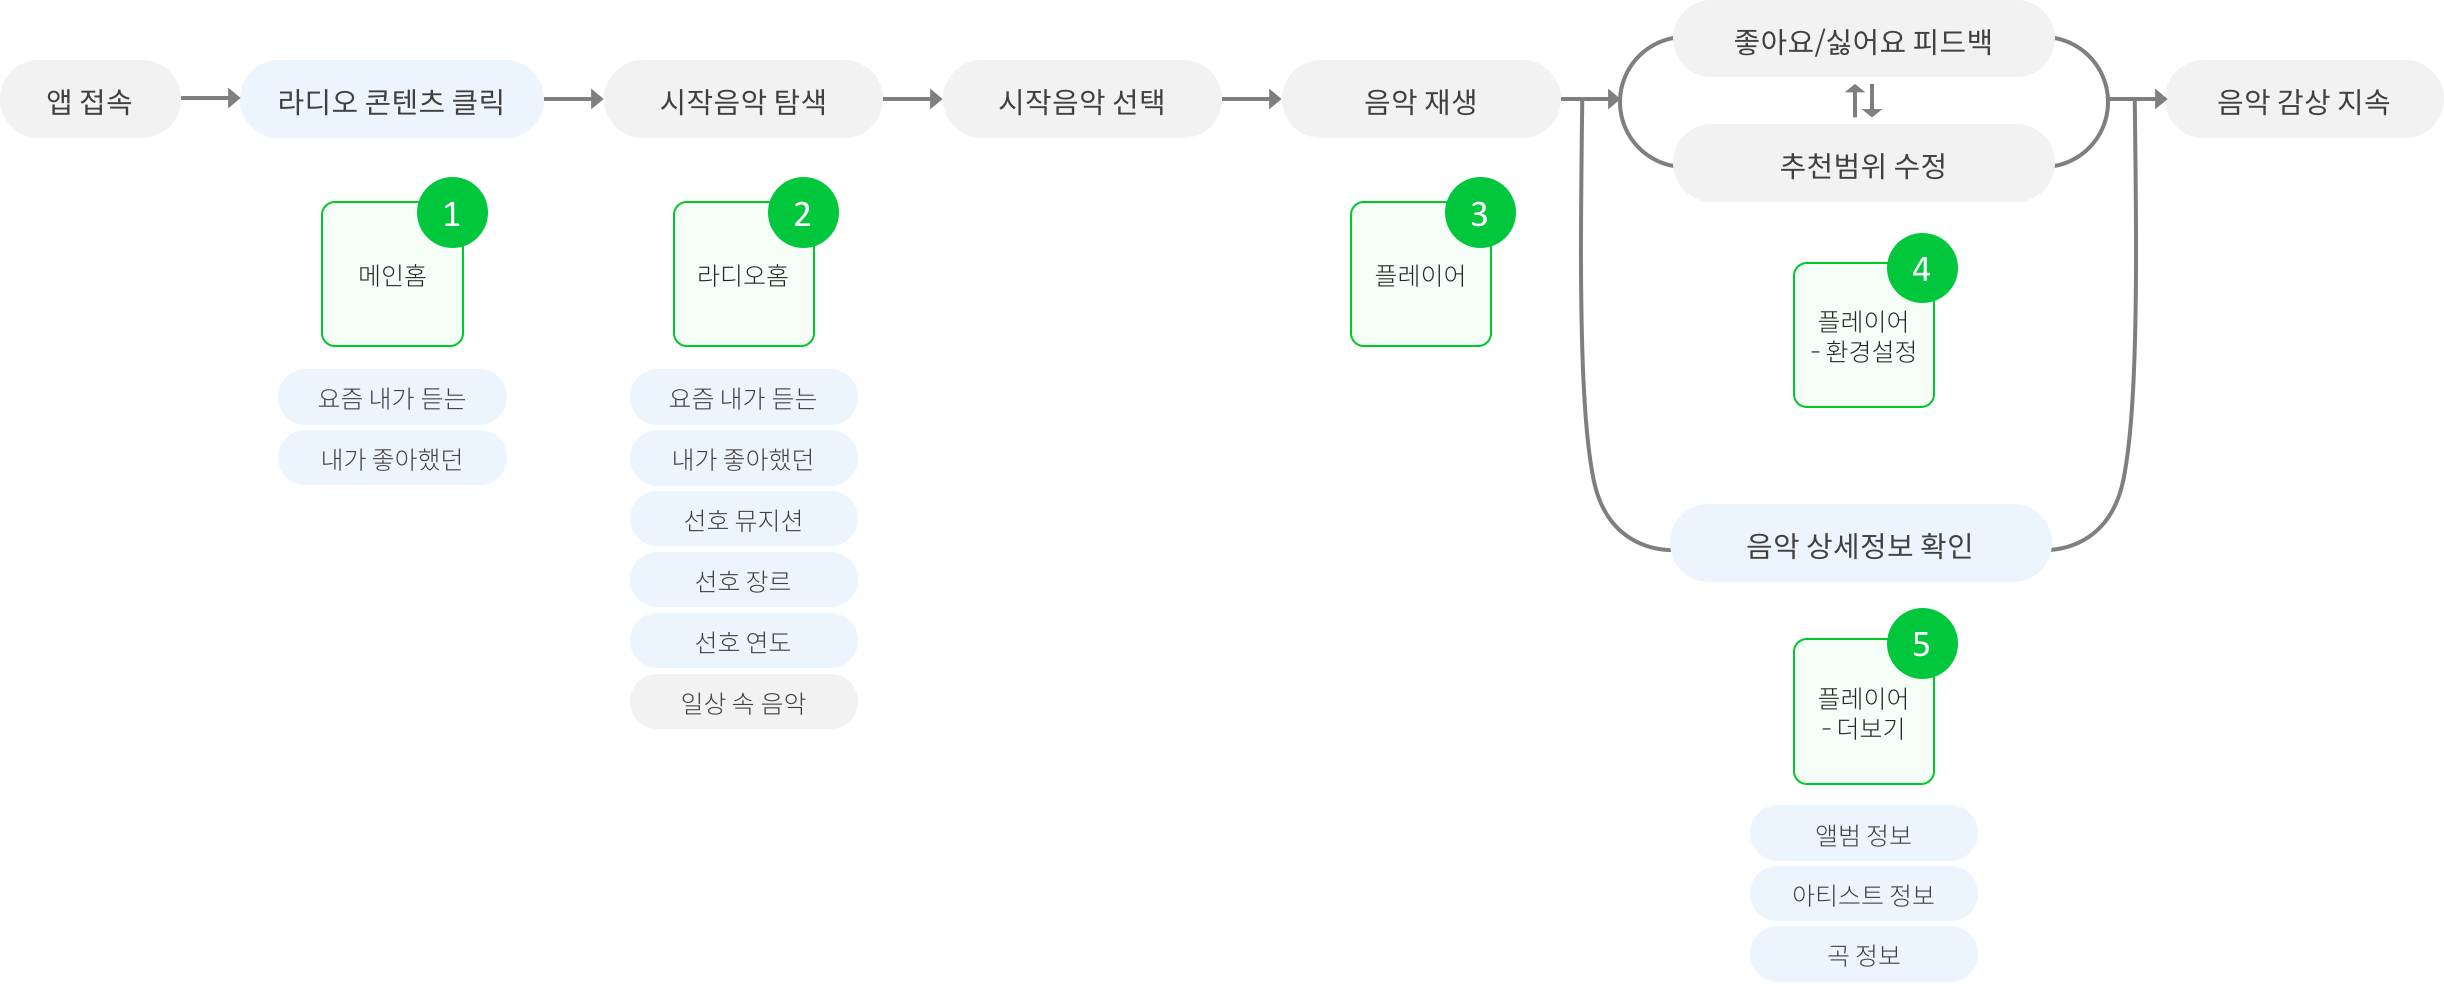 앱 접속
라디오 콘텐츠 클릭
시작음악 탐색
시작음악 선택
음악 재생
좋아요/싫어요 피드백
추천범위 수정
음악 감상 지속
1
메인홈
요즘 내가 듣는
내가 좋아했던
2
라디오홈
요즘 내가 듣는
내가 좋아했던
선호 뮤지션
선호 장르
선호 연도
일상 속 음악
3
플레이어
4
플레이어
- 환경설정
음악 상세정보 확인
5
플레이어
- 더보기
앨범 정보
아티스트 정보
곡 정보